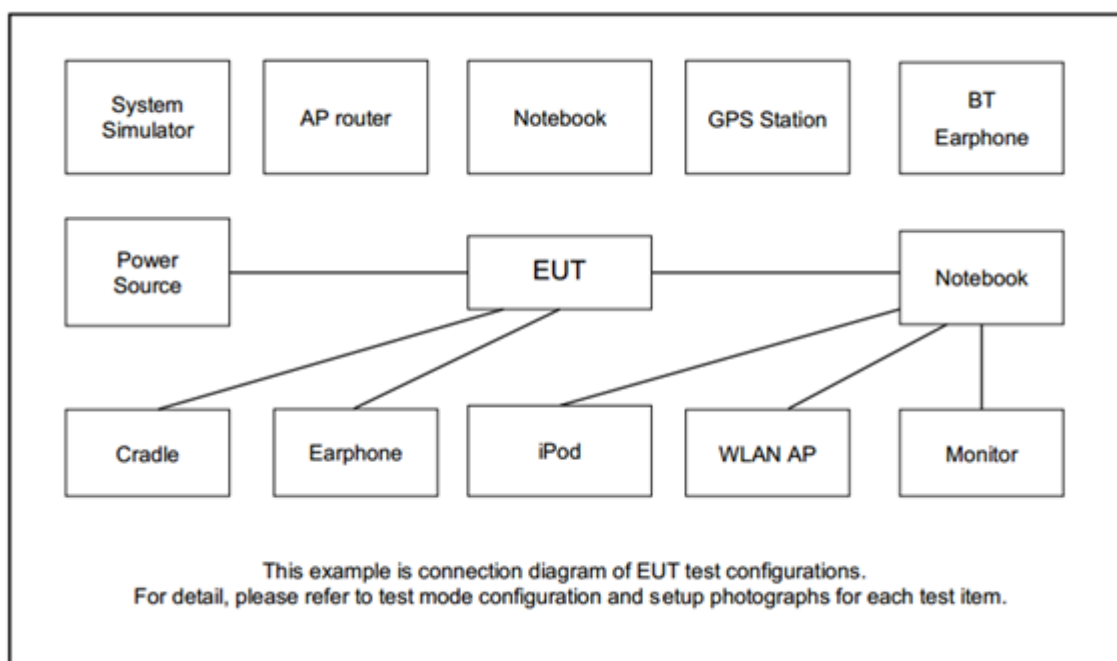 System
Simulator
AP router
Notebook
GPS Station
BT
Earphone
Power
Source
EUT
Notebook
Cradle
Earphone
iPod
WLAN AP
Monitor
This example is connection diagram of EUT test configurations.
For detail, please refer to test mode configuration and setup photographs for each test item.